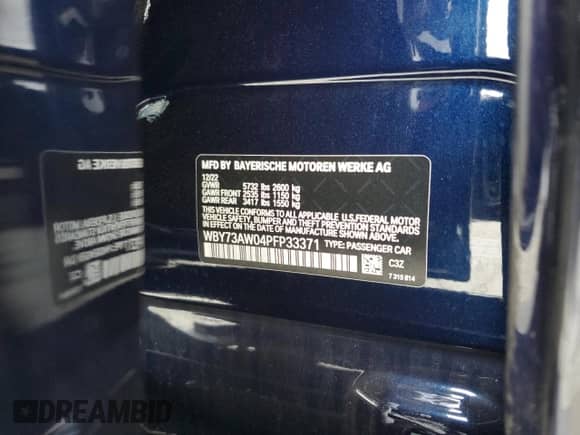 MFD BY BAYERISCHE MOTOREN WERKE AG
12/22
GVWR 5732 lbs 2600 kg
GAWR FRONT 2535 lbs 1150 kg
GAWR REAR 3417 lbs 1550 kg
THIS VEHICLE CONFORMS TO ALL APPLICABLE U.S.FEDERAL MOTOR
VEHICLE SAFETY, BUMPER AND THEFT PREVENTION STANDARDS
IN EFFECT ON THE DATE OF MANUFACTURE SHOWN ABOVE.
WBY73AW04PFP33371 TYPE: PASSENGER CAR
C3Z
7 315 814
DREAMBID